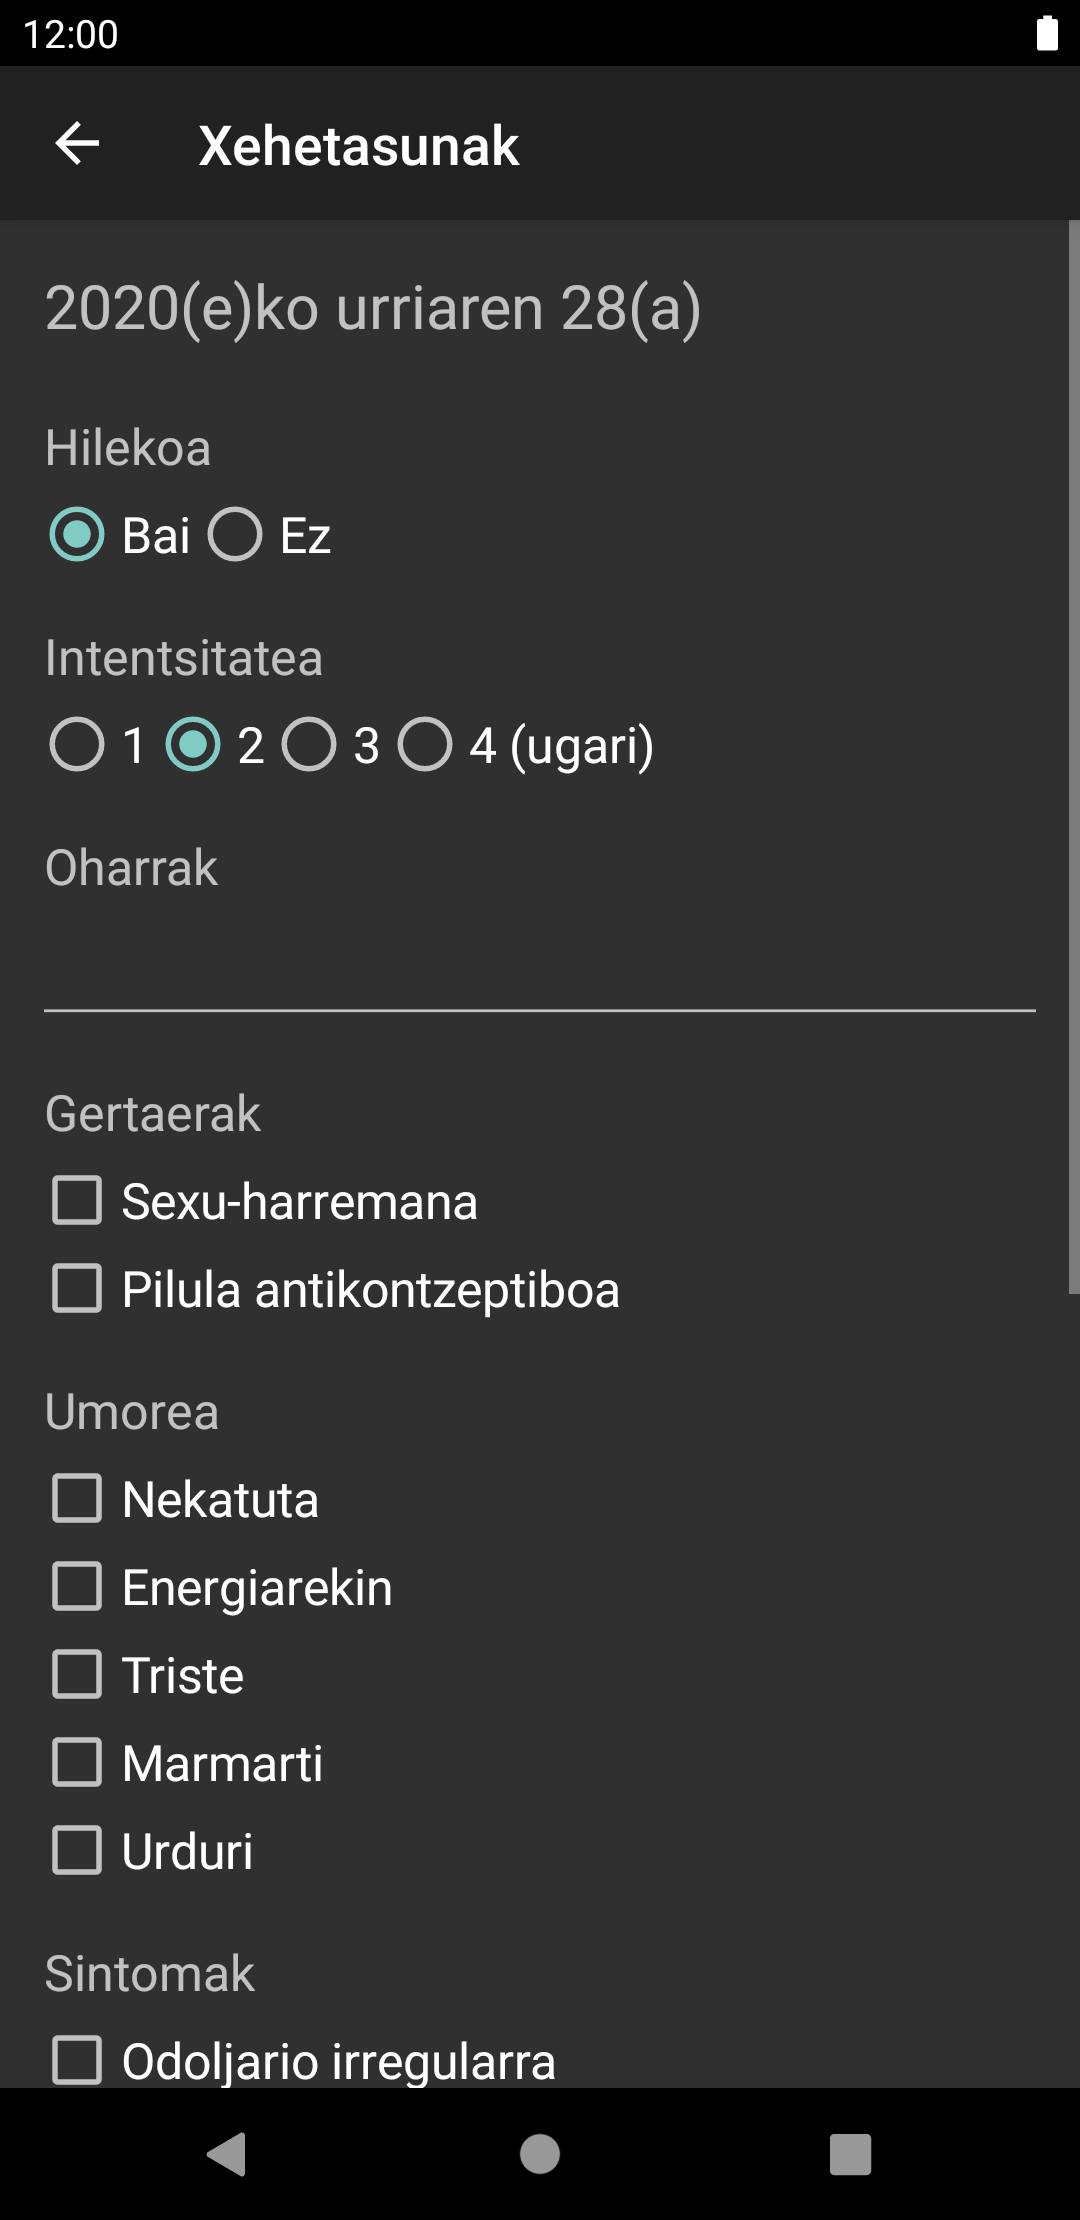 12:00
Xehetasunak
2020(e)ko urriaren 28(a)
Hilekoa
Bai Ez
Intentsitatea
1 2 3 4 (ugari)
Oharrak
Gertaerak
Sexu-harremana
Pilula antikontzeptiboa
Umorea
Nekatuta
Energiarekin
Triste
Marmarti
Urduri
Sintomak
Odoljario irregularra